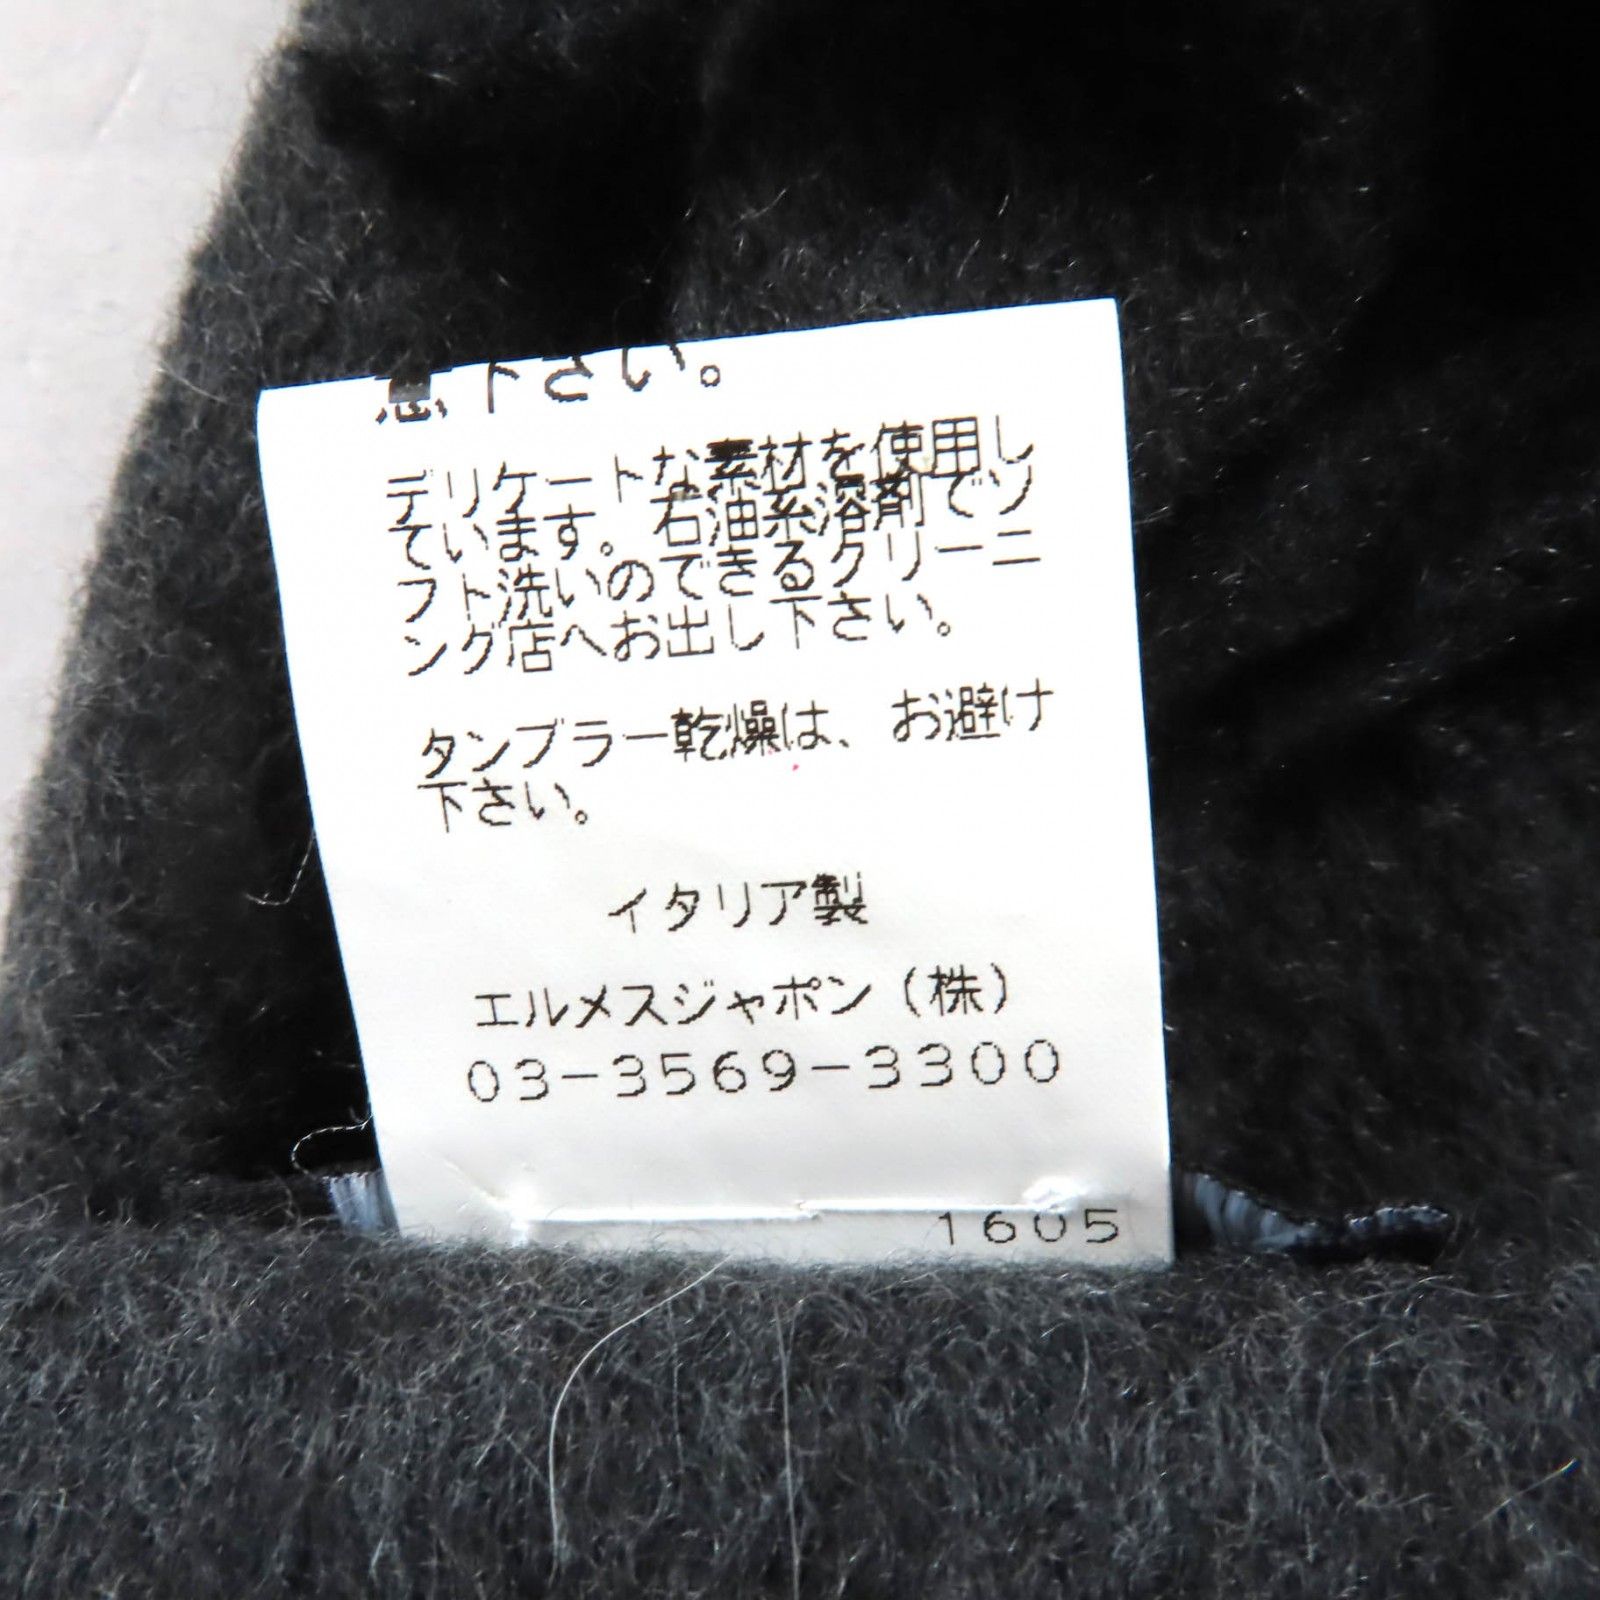 下さい。
デリケートな素材を使用し
ています。石油系溶剤でソ
フト洗いのできるクリーニ
ング店へお出し下さい。
タンブラー乾燥は、お避け
下さい。
イタリア製
エルメスジャポン(株)
03-3569-3300
1605